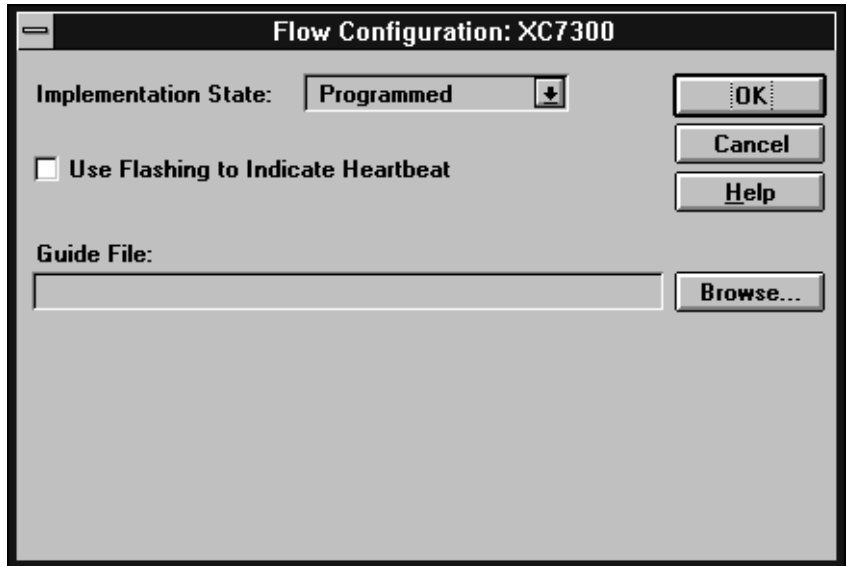 Flow Configuration: XC7300
Implementation State:
Programmed
OK
Cancel
Use Flashing to Indicate Heartbeat
Help
Guide File:
Browse...